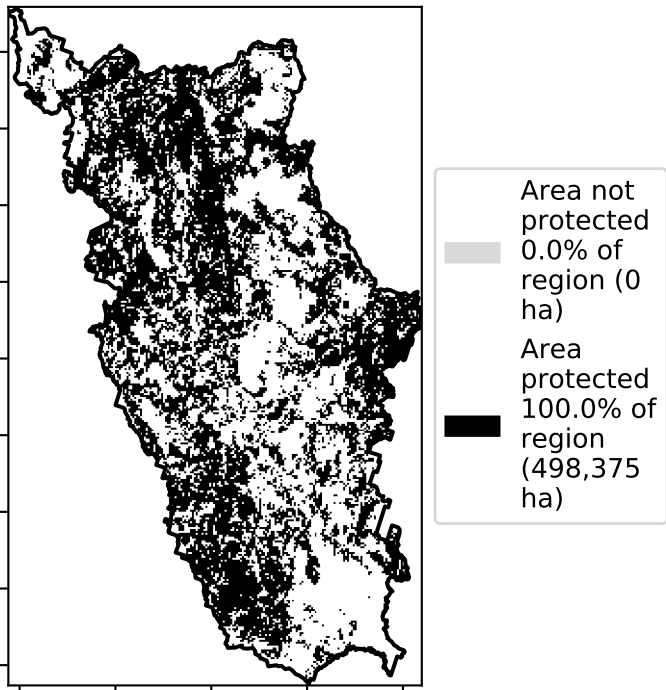 Area not
protected
0.0% of
region (0
ha)
Area
protected
100.0% of
region
(498,375
ha)